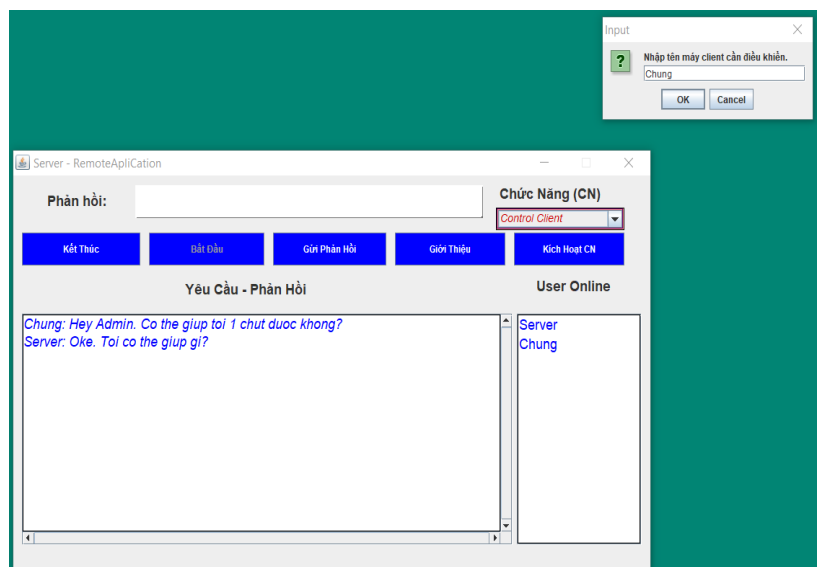 Input
Nhập tên máy client cần điều khiển.
Chung
OK Cancel
Server - RemoteApliCation
Phản hồi:
Chức Năng (CN)
Control Client
Kết Thúc Bắt Đầu Gửi Phản Hồi Giới Thiệu Kích Hoạt CN
Yêu Cầu - Phản Hồi
User Online
Chung: Hey Admin. Co the giup toi 1 chut duoc khong?
Server: Oke. Toi co the giup gi?
Server
Chung